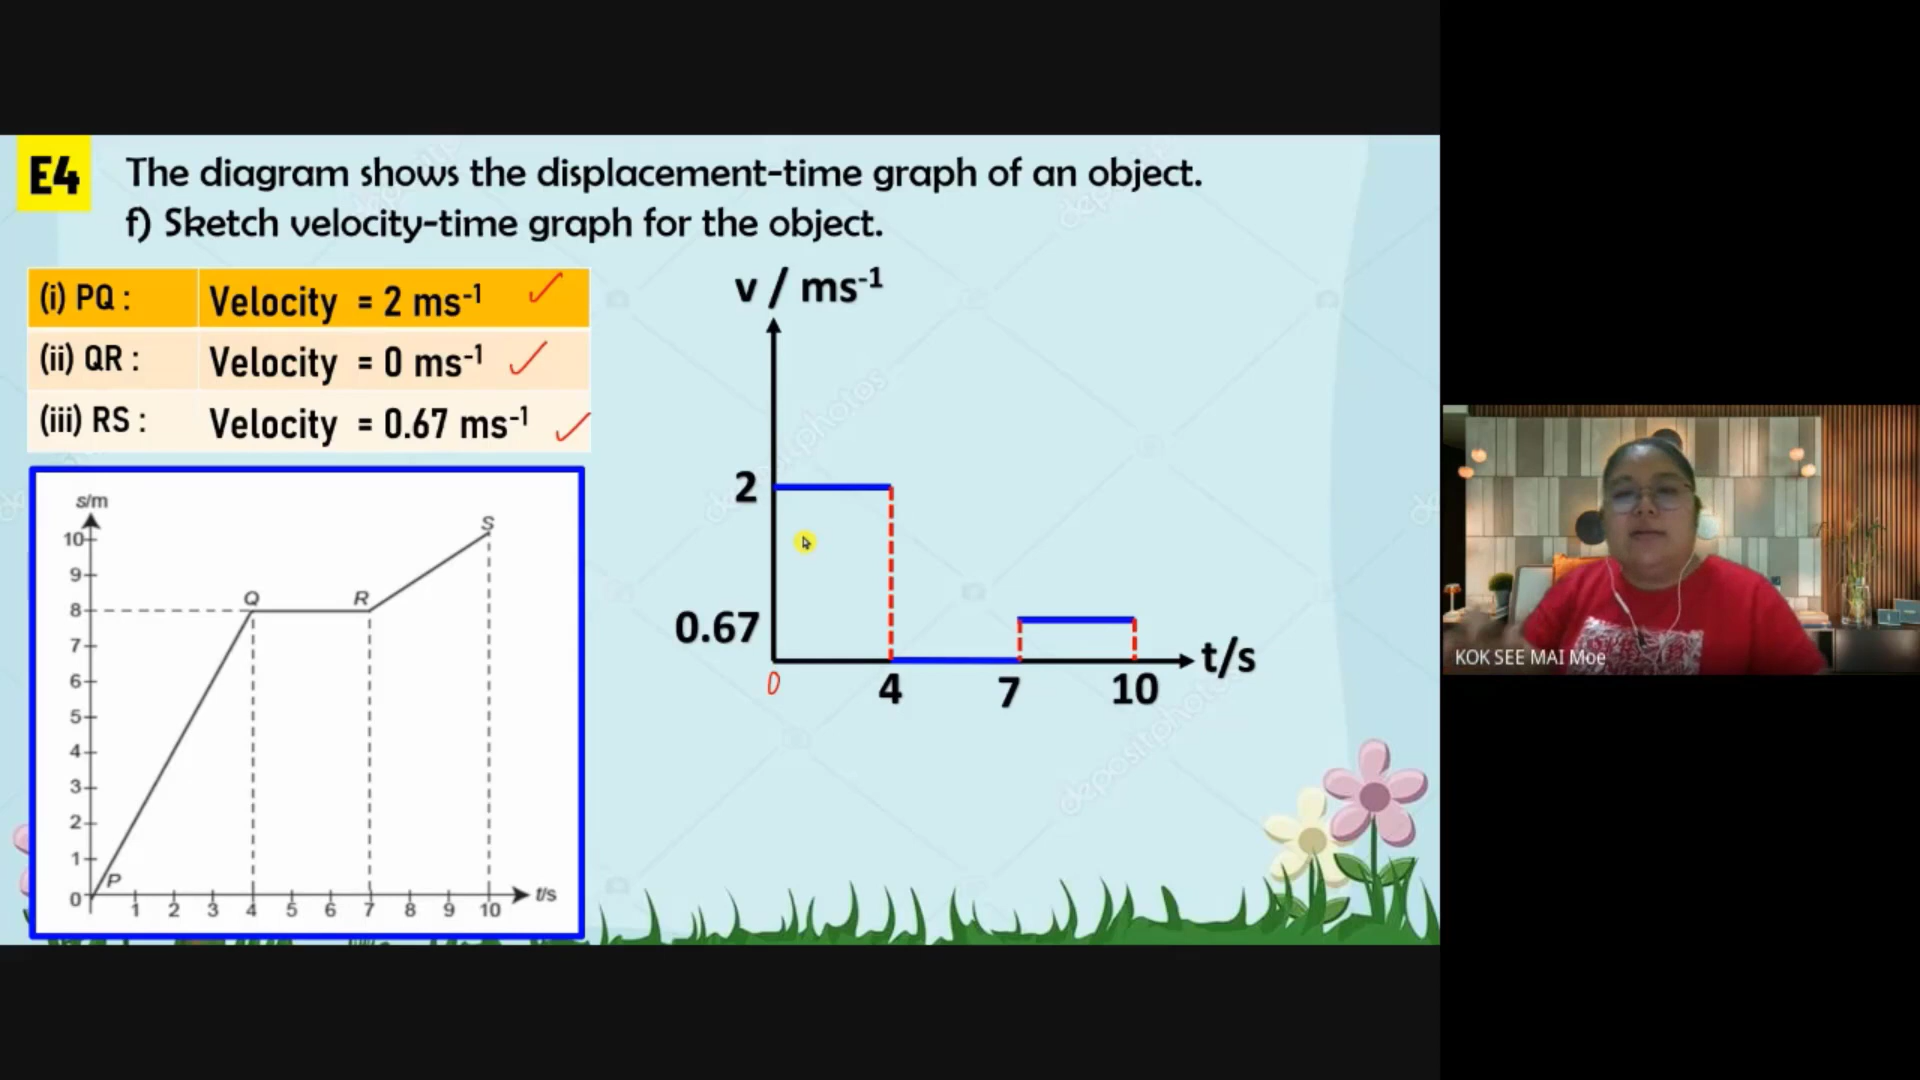 E4
The diagram shows the displacement-time graph of an object.
f) Sketch velocity-time graph for the object.
(i) PQ : Velocity = 2 ms⁻¹
(ii) QR : Velocity = 0 ms⁻¹
(iii) RS : Velocity = 0.67 ms⁻¹
v / ms⁻¹
2
0.67
t/s
0
4
7
10
s/m
10
9
8
7
6
5
4
3
2
1
0
P
Q
R
S
1 2 3 4 5 6 7 8 9 10
t/s
KOK SEE MAI Moe
depositphotos
depositphotos